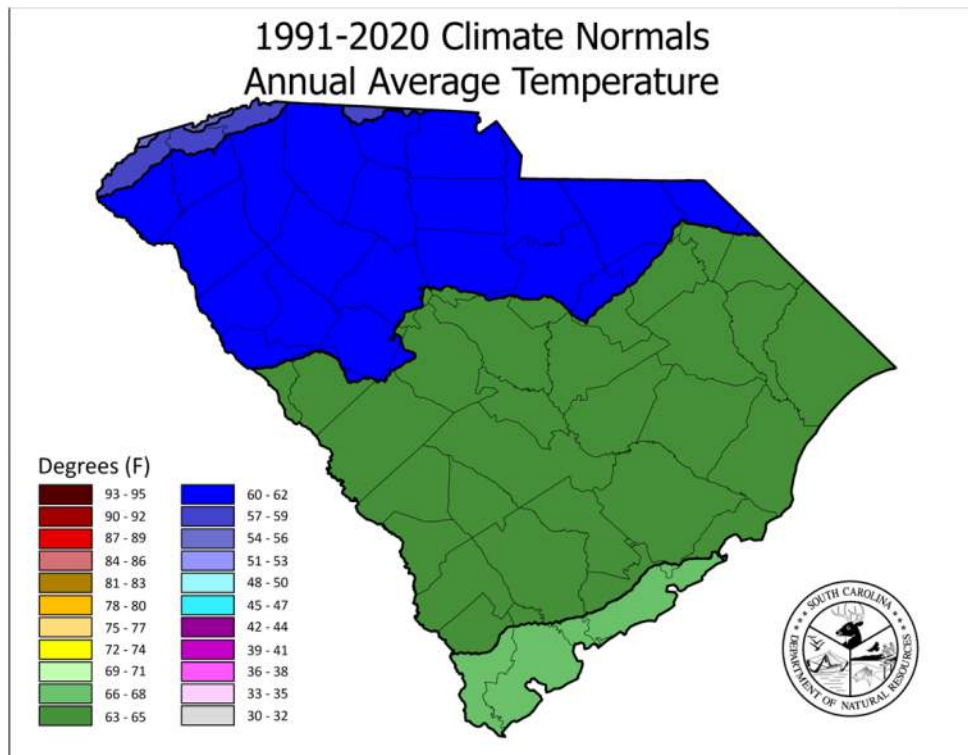 1991-2020 Climate Normals
Annual Average Temperature
Degrees (F)
93 - 95
90 - 92
87 - 89
84 - 86
81 - 83
78 - 80
75 - 77
72 - 74
69 - 71
66 - 68
63 - 65
60 - 62
57 - 59
54 - 56
51 - 53
48 - 50
45 - 47
42 - 44
39 - 41
36 - 38
33 - 35
30 - 32
SOUTH CAROLINA
DEPARTMENT OF NATURAL RESOURCES